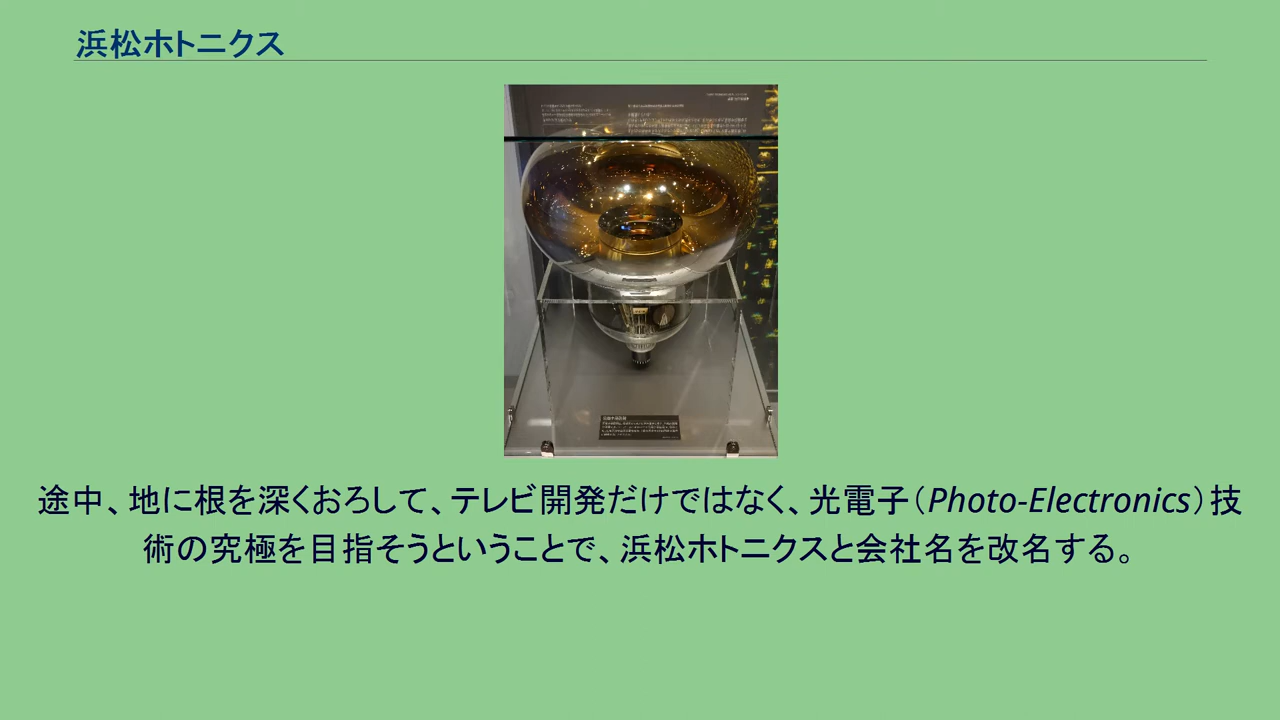 浜松ホトニクス
途中、地に根を深くおろして、テレビ開発だけではなく、光電子（Photo-Electronics）技
術の究極を目指そうということで、浜松ホトニクスと会社名を改名する。